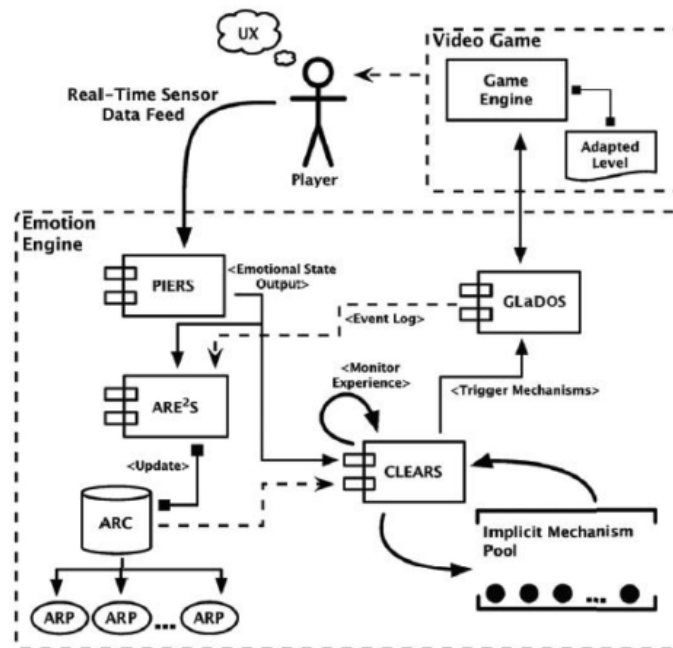 UX
Video Game
Game
Engine
Real-Time Sensor
Data Feed
Adapted
Level
Player
Emotion
Engine
PIERS
<Emotional State
Output>
GLaDOS
<Event Log>
<Monitor
Experience>
<Trigger Mechanisms>
ARE²S
<Update>
CLEARS
ARC
Implicit Mechanism
Pool
...
ARP
ARP
...
ARP